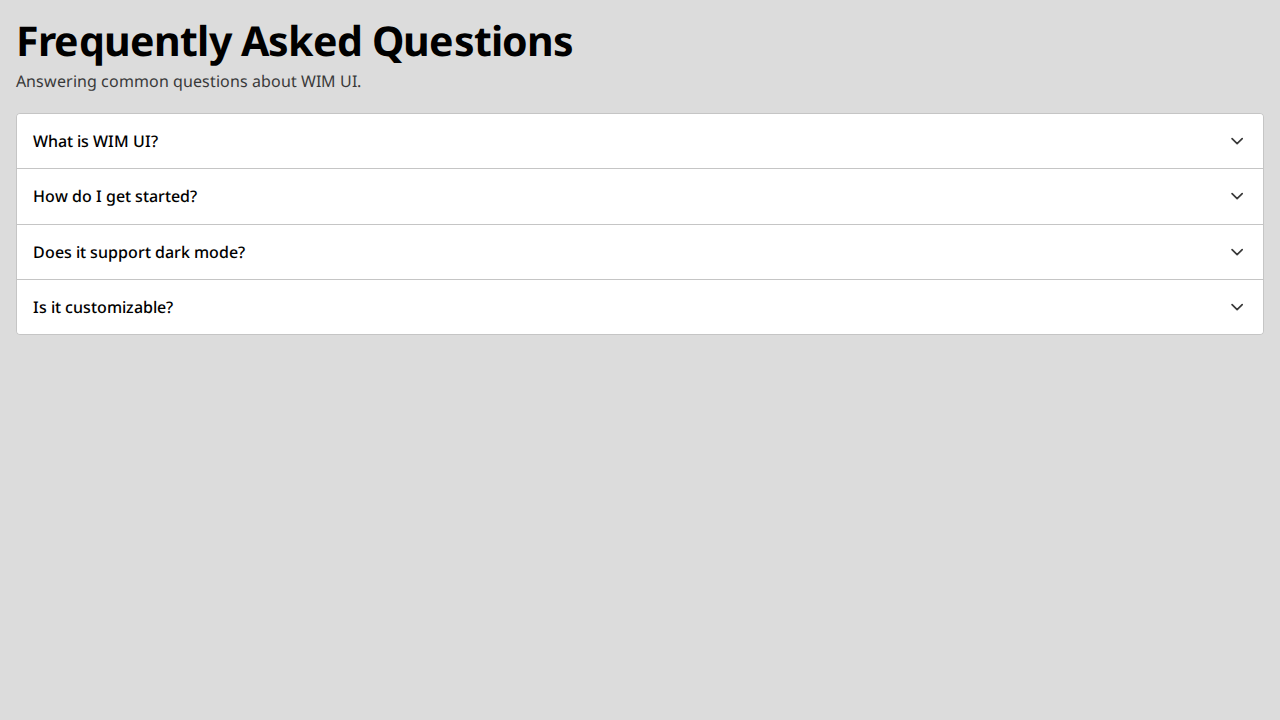 Frequently Asked Questions
Answering common questions about WIM UI.
What is WIM UI?
How do I get started?
Does it support dark mode?
Is it customizable?